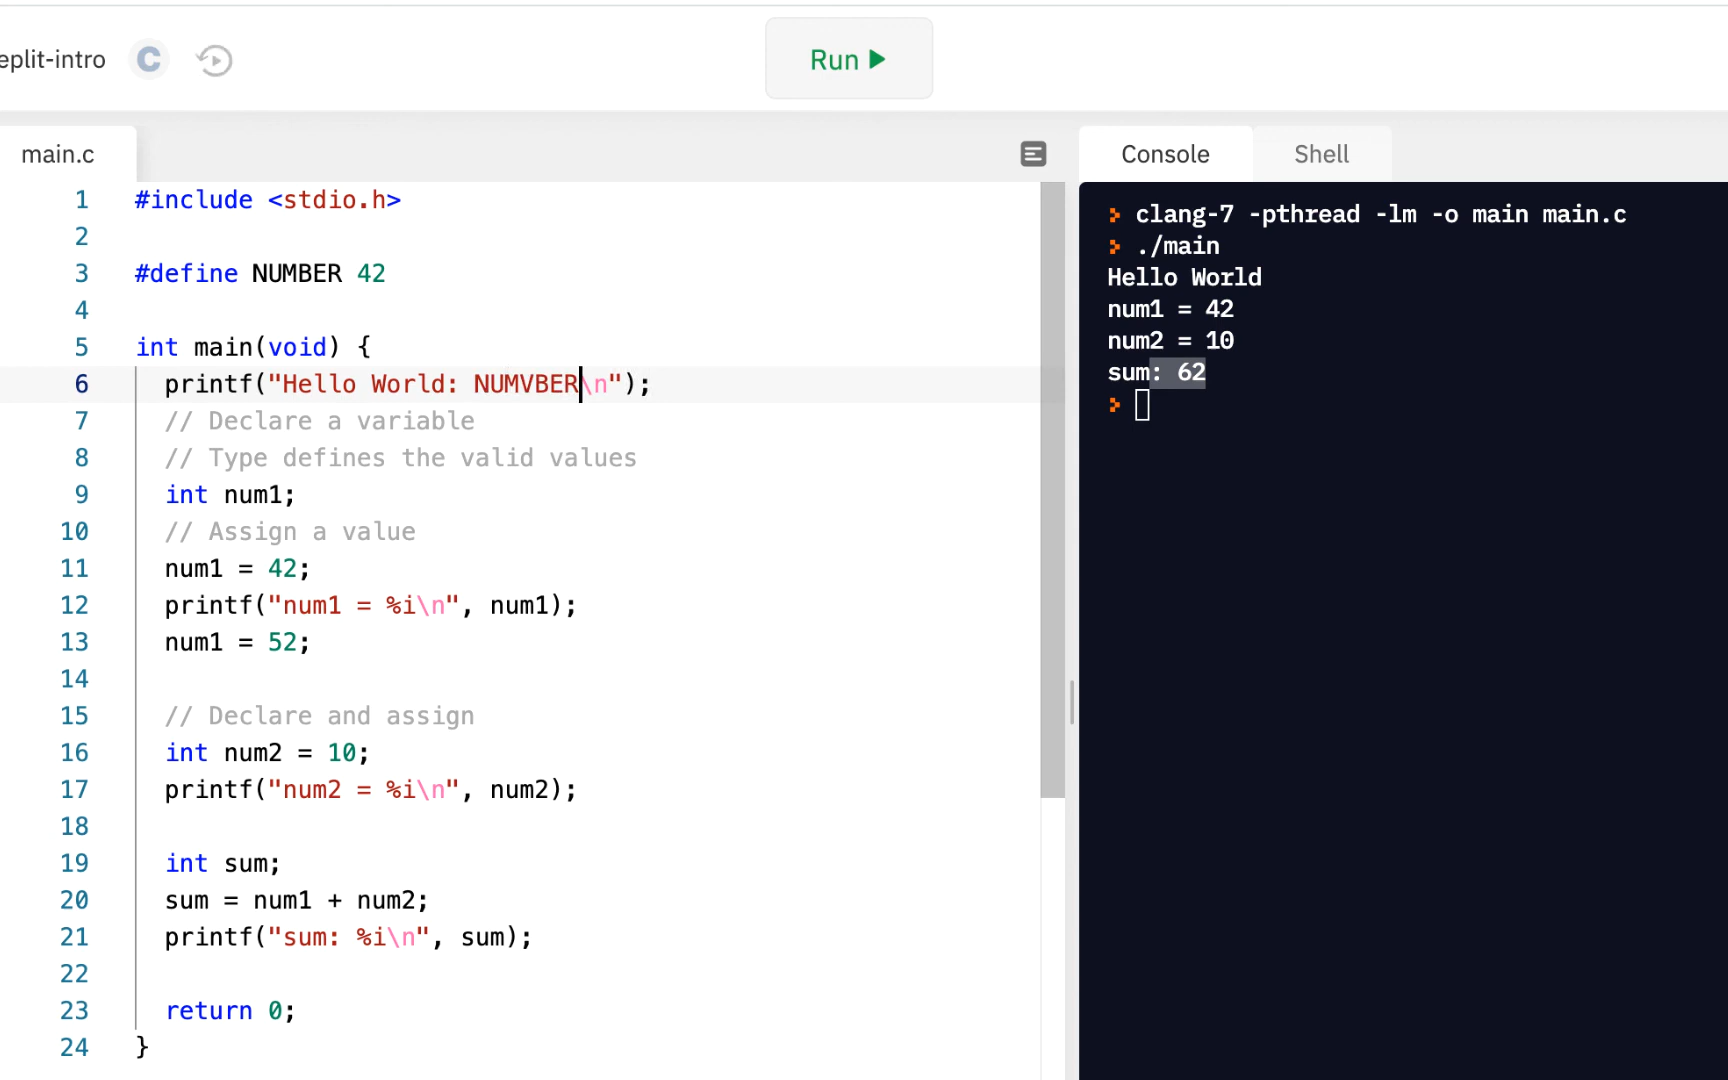 eplit-intro C
Run
main.c
Console Shell
1 #include <stdio.h>
2
3 #define NUMBER 42
4
5 int main(void) {
6   printf("Hello World: NUMVBER\n");
7   // Declare a variable
8   // Type defines the valid values
9   int num1;
10   // Assign a value
11   num1 = 42;
12   printf("num1 = %i\n", num1);
13   num1 = 52;
14
15   // Declare and assign
16   int num2 = 10;
17   printf("num2 = %i\n", num2);
18
19   int sum;
20   sum = num1 + num2;
21   printf("sum: %i\n", sum);
22
23   return 0;
24 }
clang-7 -pthread -lm -o main main.c
./main
Hello World
num1 = 42
num2 = 10
sum: 62